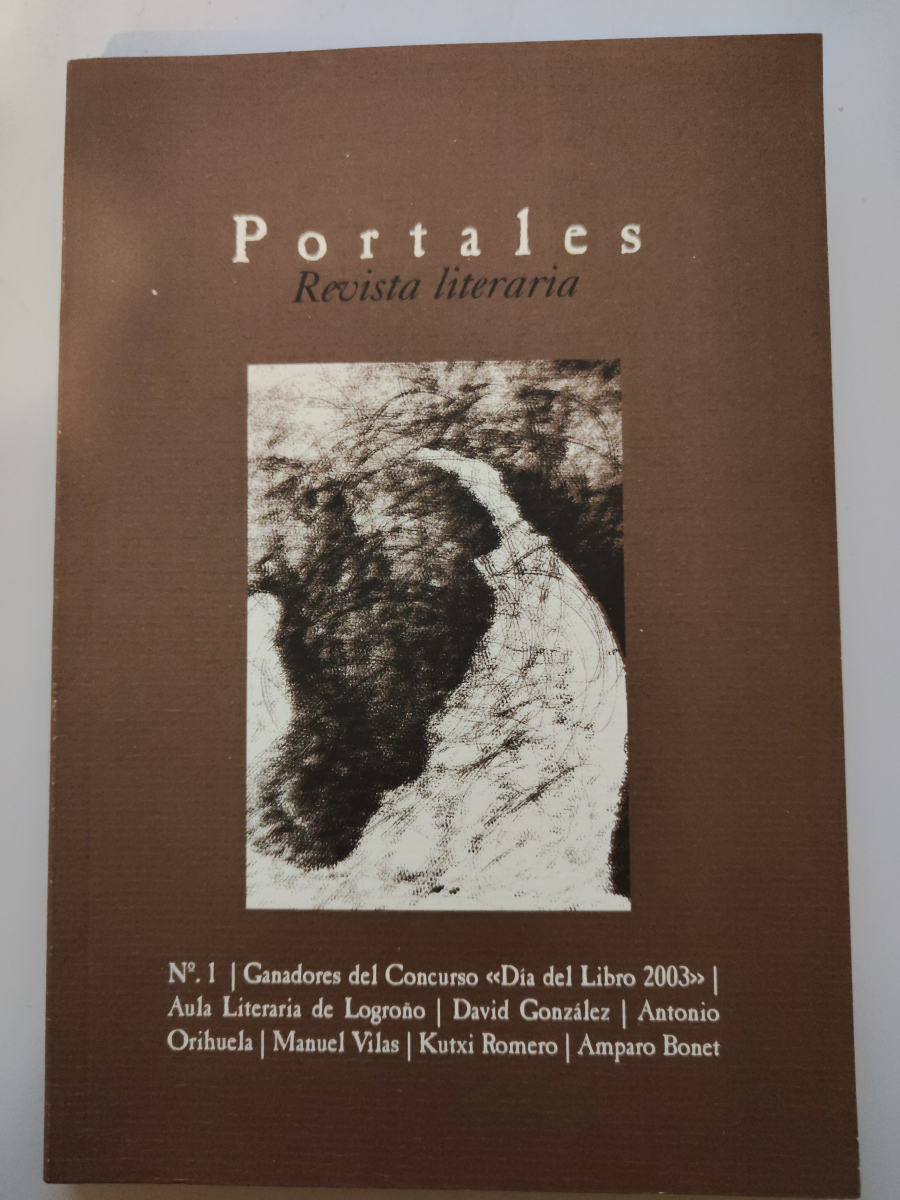 Portales
Revista literaria
Nº. 1 | Ganadores del Concurso «Día del Libro 2003» |
Aula Literaria de Logroño | David González | Antonio
Orihuela | Manuel Vilas | Kutxi Romero | Amparo Bonet